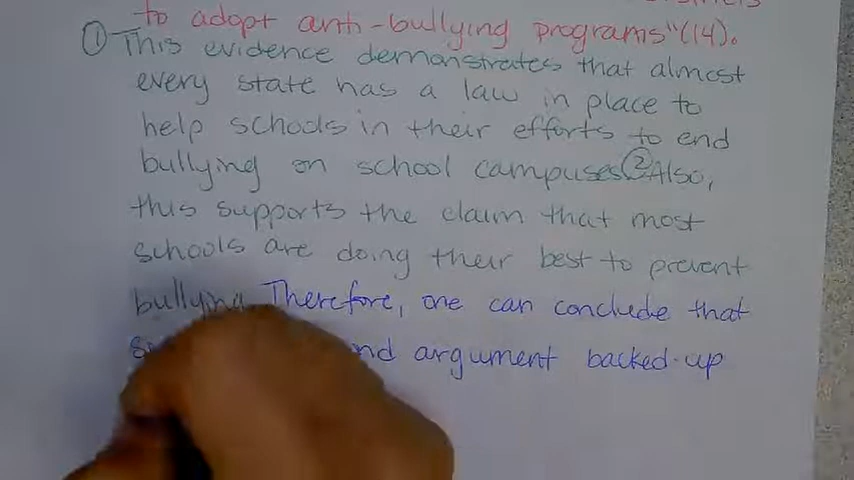 to adopt anti-bullying programs"(14).
① This evidence demonstrates that almost
every state has a law in place to
help schools in their efforts to end
bullying on school campuses. ② Also,
this supports the claim that most
schools are doing their best to prevent
bullying. Therefore, one can conclude that
argument backed-up